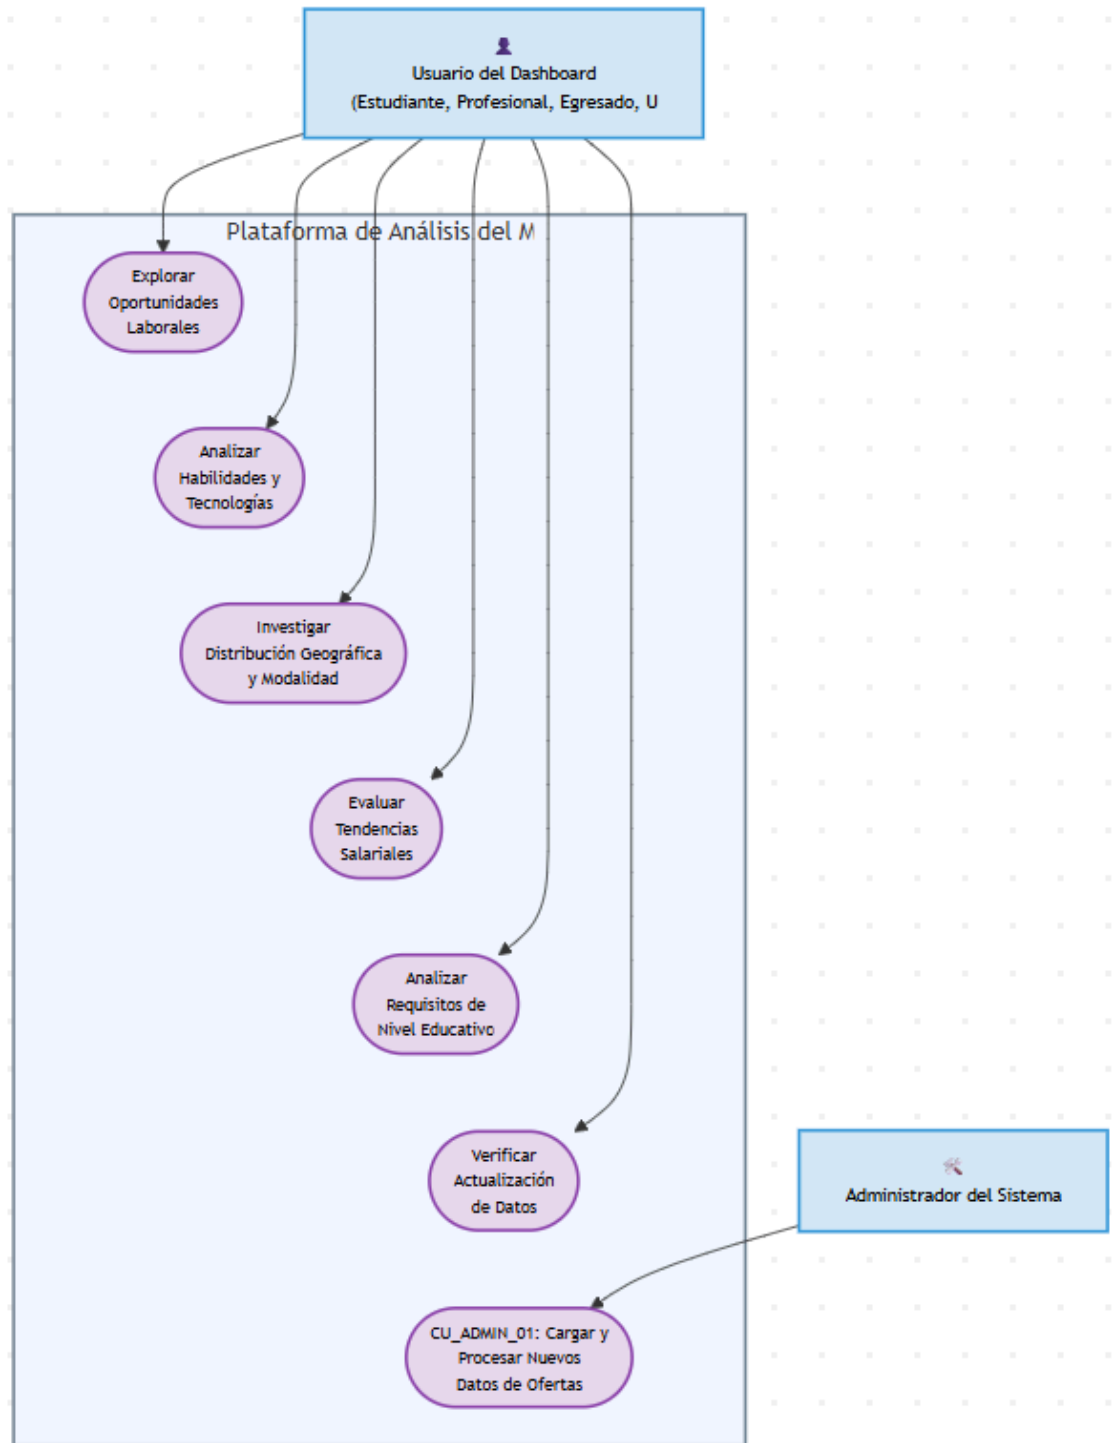 Usuario del Dashboard
(Estudiante, Profesional, Egresado, U
Plataforma de Análisis del M
Explorar
Oportunidades
Laborales
Analizar
Habilidades y
Tecnologías
Investigar
Distribución Geográfica
y Modalidad
Evaluar
Tendencias
Salariales
Analizar
Requisitos de
Nivel Educativo
Verificar
Actualización
de Datos
Administrador del Sistema
CU_ADMIN_01: Cargar y
Procesar Nuevos
Datos de Ofertas